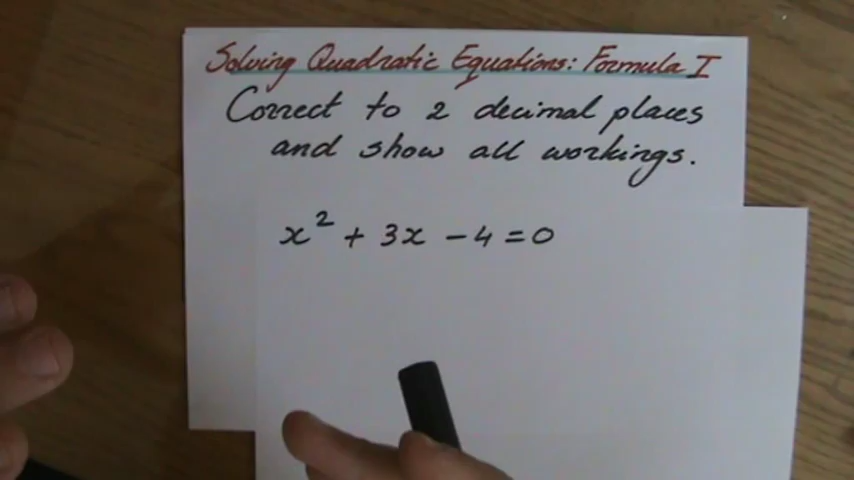 Solving Quadratic Equations: Formula I
Correct to 2 decimal places
and show all workings.
x² + 3x - 4 = 0